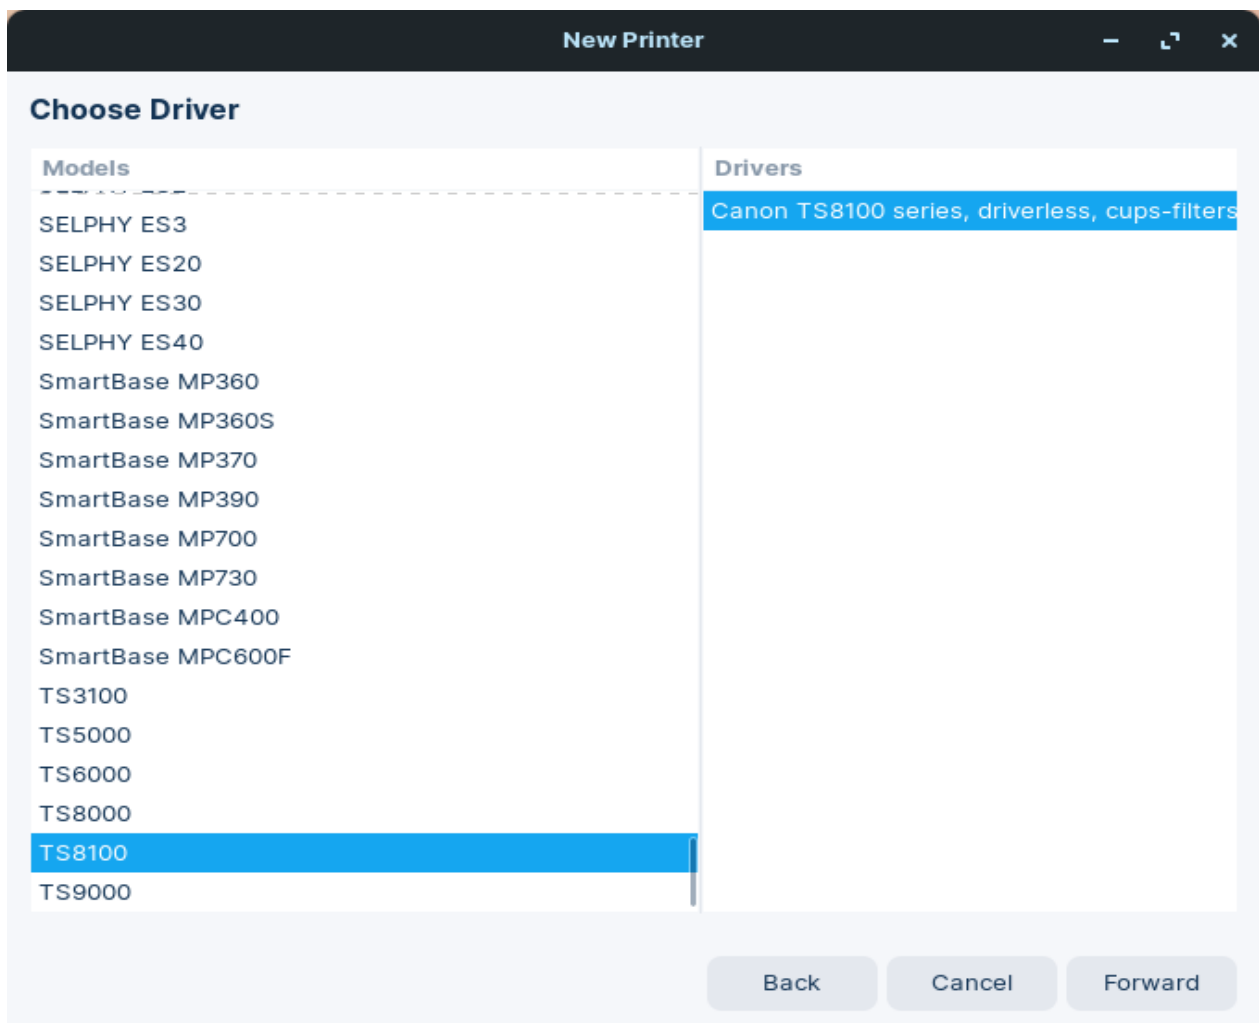 New Printer
Choose Driver
Models
SELPHY ES3
SELPHY ES20
SELPHY ES30
SELPHY ES40
SmartBase MP360
SmartBase MP360S
SmartBase MP370
SmartBase MP390
SmartBase MP700
SmartBase MP730
SmartBase MPC400
SmartBase MPC600F
TS3100
TS5000
TS6000
TS8000
TS8100
TS9000
Drivers
Canon TS8100 series, driverless, cups-filters
Back Cancel Forward